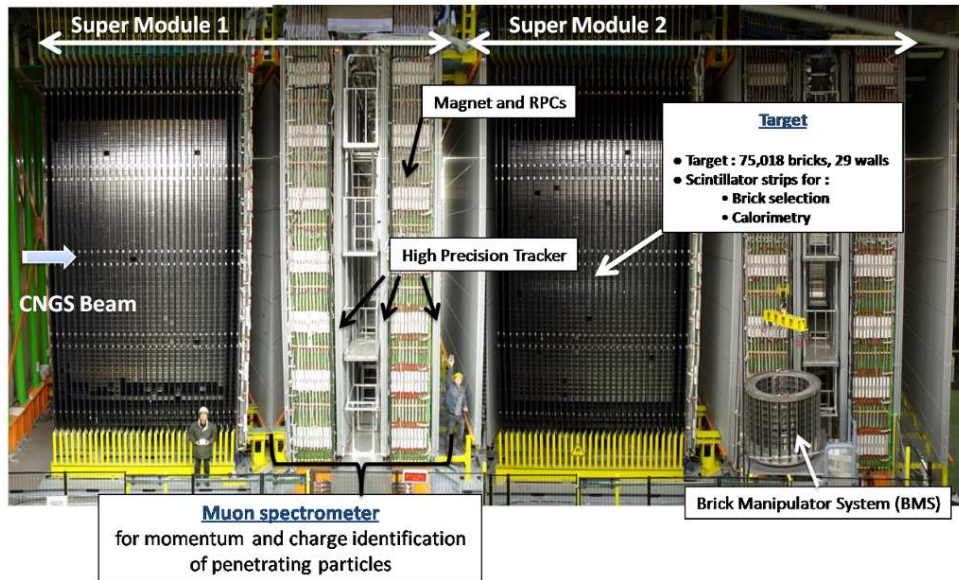 Super Module 1
Super Module 2
Magnet and RPCs
Target
● Target : 75,018 bricks, 29 walls
● Scintillator strips for :
• Brick selection
• Calorimetry
High Precision Tracker
CNGS Beam
Brick Manipulator System (BMS)
Muon spectrometer
for momentum and charge identification
of penetrating particles